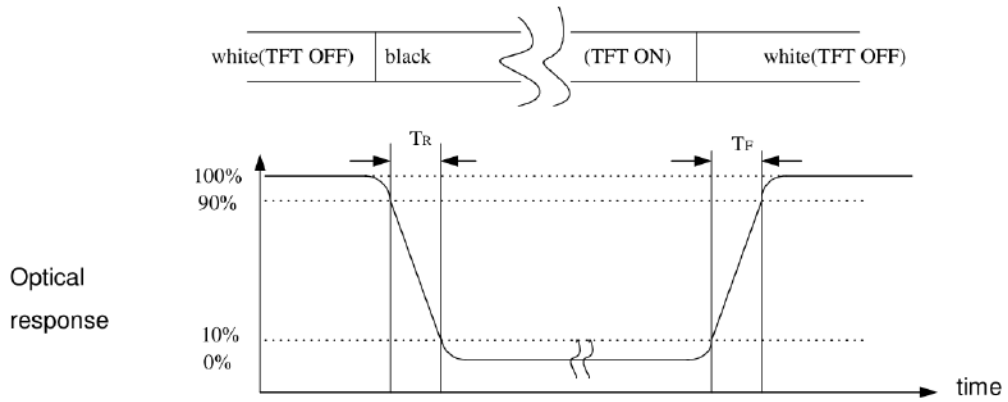 white(TFT OFF) black (TFT ON) white(TFT OFF)
TR TF
100%
90%
Optical
response
10%
0%
time